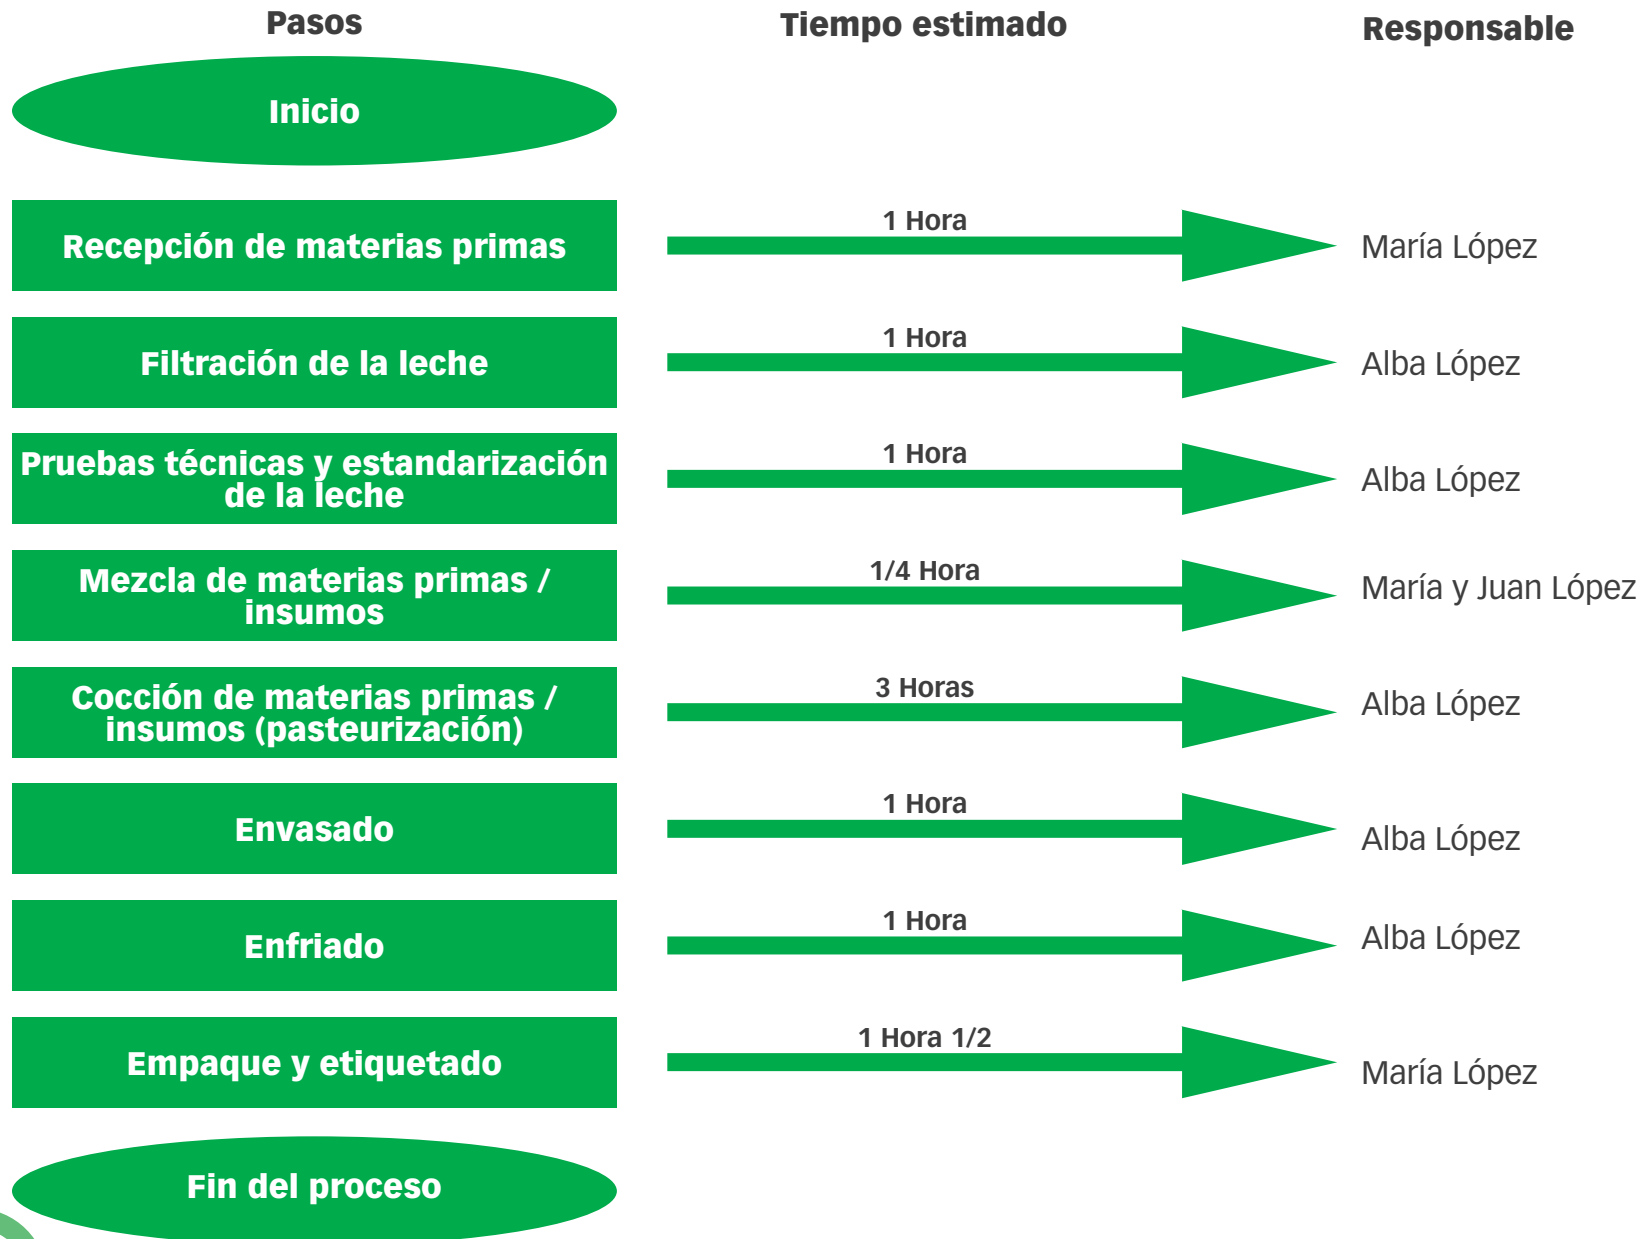 Pasos
Tiempo estimado
Responsable
Inicio
Recepción de materias primas
1 Hora
María López
Filtración de la leche
1 Hora
Alba López
Pruebas técnicas y estandarización
de la leche
1 Hora
Alba López
Mezcla de materias primas /
insumos
1/4 Hora
María y Juan López
Cocción de materias primas /
insumos (pasteurización)
3 Horas
Alba López
Envasado
1 Hora
Alba López
Enfriado
1 Hora
Alba López
Empaque y etiquetado
1 Hora 1/2
María López
Fin del proceso